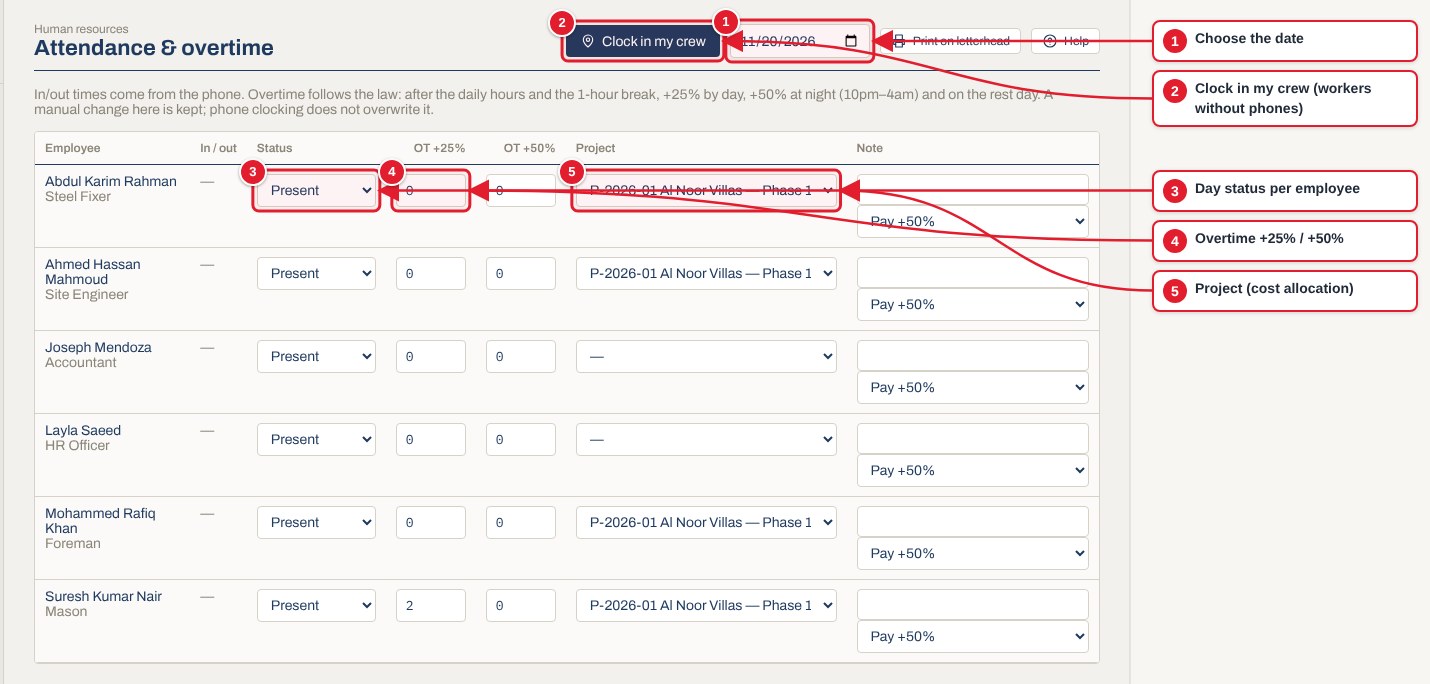 Human resources
Attendance & overtime
2
Clock in my crew
1
11/20/2026
Print on letterhead
Help
1 Choose the date
2 Clock in my crew (workers
without phones)
In/out times come from the phone. Overtime follows the law: after the daily hours and the 1-hour break, +25% by day, +50% at night (10pm–4am) and on the rest day. A
manual change here is kept; phone clocking does not overwrite it.
Employee In / out Status OT +25% OT +50% Project Note
3 4 5
Abdul Karim Rahman — Present 0 0 P-2026-01 Al Noor Villas — Phase 1
Steel Fixer
Pay +50%
3 Day status per employee
4 Overtime +25% / +50%
5 Project (cost allocation)
Ahmed Hassan — Present 0 0 P-2026-01 Al Noor Villas — Phase 1
Mahmoud
Site Engineer
Pay +50%
Joseph Mendoza — Present 0 0 —
Accountant
Pay +50%
Layla Saeed — Present 0 0 —
HR Officer
Pay +50%
Mohammed Rafiq — Present 0 0 P-2026-01 Al Noor Villas — Phase 1
Khan
Foreman
Pay +50%
Suresh Kumar Nair — Present 2 0 P-2026-01 Al Noor Villas — Phase 1
Mason
Pay +50%